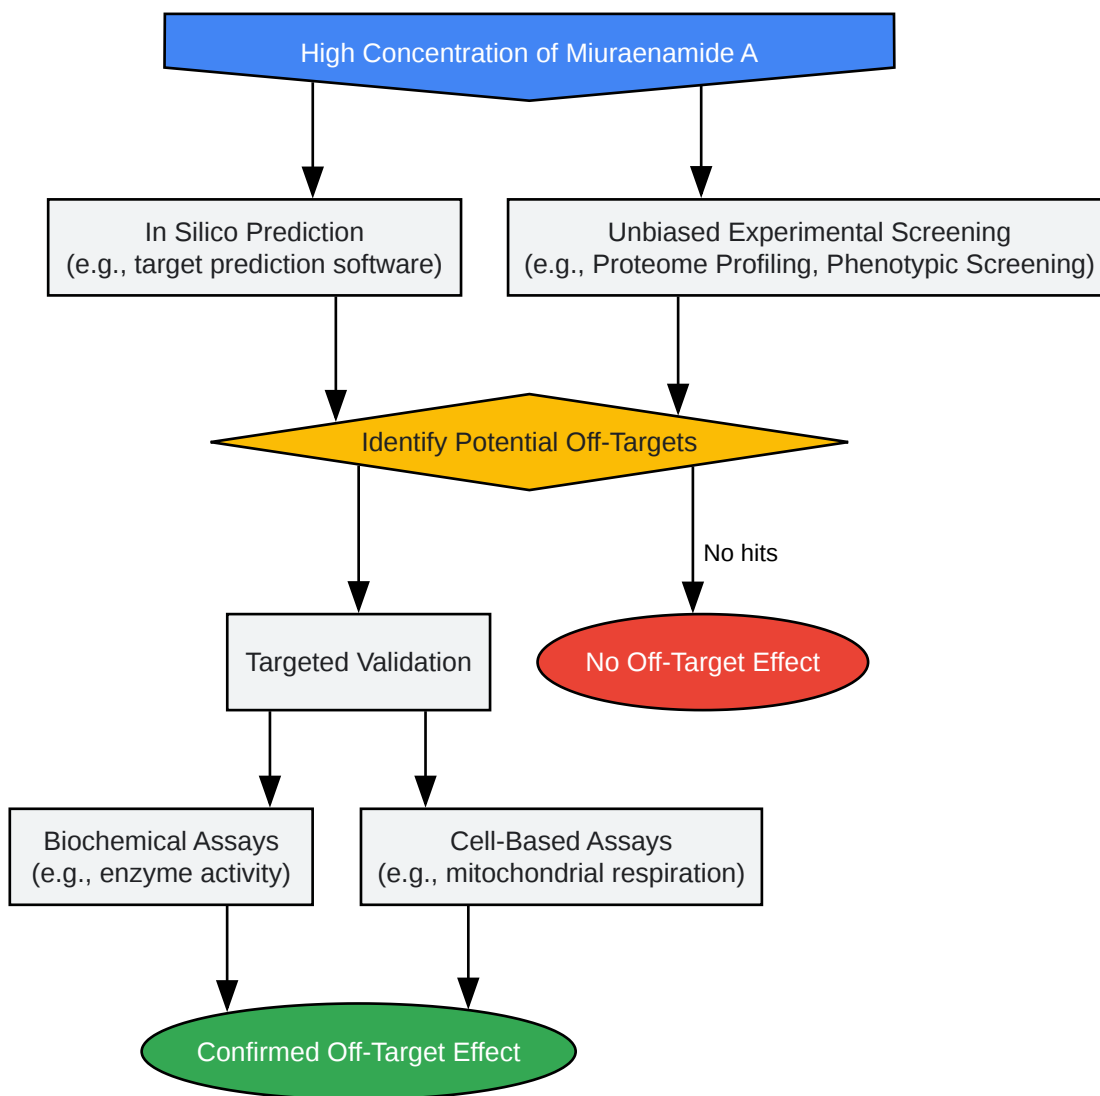 High Concentration of Miuraenamide A
In Silico Prediction
(e.g., target prediction software)
Unbiased Experimental Screening
(e.g., Proteome Profiling, Phenotypic Screening)
Identify Potential Off-Targets
No hits
Targeted Validation
No Off-Target Effect
Biochemical Assays
(e.g., enzyme activity)
Cell-Based Assays
(e.g., mitochondrial respiration)
Confirmed Off-Target Effect